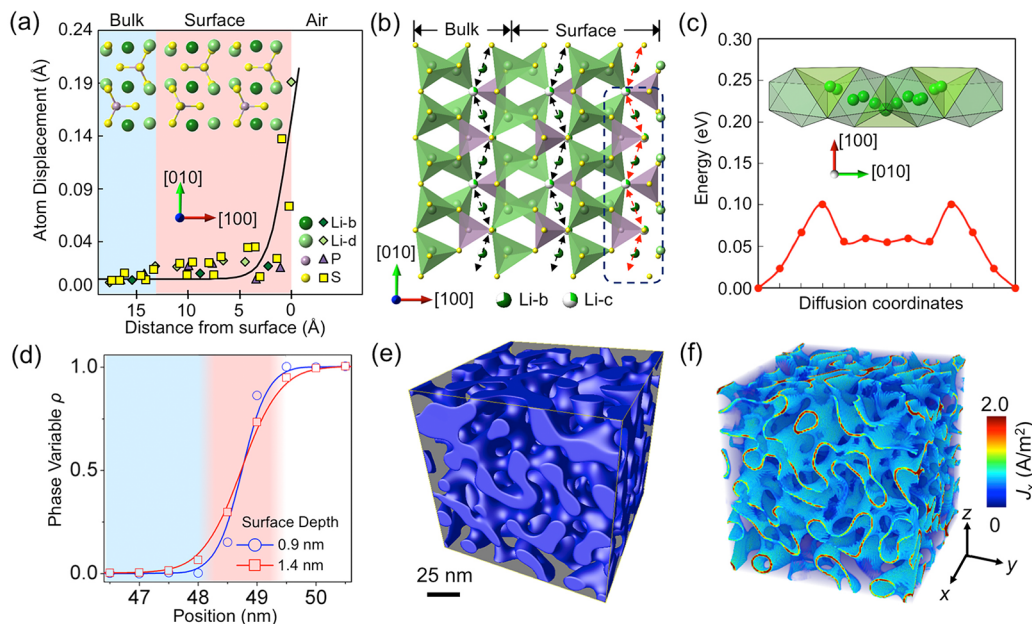 (a)
Bulk Surface Air
Atom Displacement (Å)
0.19
0.14
0.09
0.04
0.00
[010]
[100]
Li-b
Li-d
P
S
15 10 5 0
Distance from surface (Å)
(b)
Bulk Surface
[010]
[100]
Li-b Li-c
(c)
Energy (eV)
0.30
0.25
0.20
0.15
0.10
0.05
0.00
[100]
[010]
Diffusion coordinates
(d)
Phase Variable ρ
1.0
0.5
0.0
Surface Depth
0.9 nm
1.4 nm
47 48 49 50
Position (nm)
(e)
25 nm
(f)
2.0
0
Jv (A/m²)
z
y
x